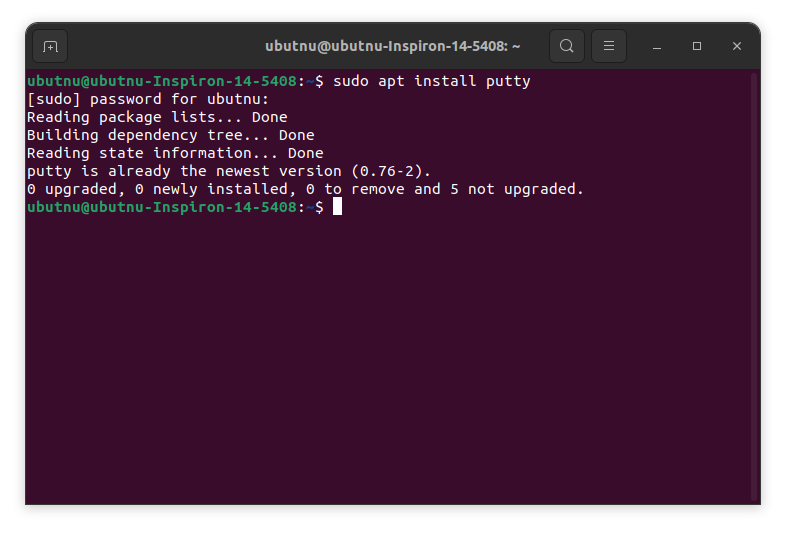 ubutnu@ubutnu-Inspiron-14-5408: ~
ubutnu@ubutnu-Inspiron-14-5408:~$ sudo apt install putty
[sudo] password for ubutnu:
Reading package lists... Done
Building dependency tree... Done
Reading state information... Done
putty is already the newest version (0.76-2).
0 upgraded, 0 newly installed, 0 to remove and 5 not upgraded.
ubutnu@ubutnu-Inspiron-14-5408:~$